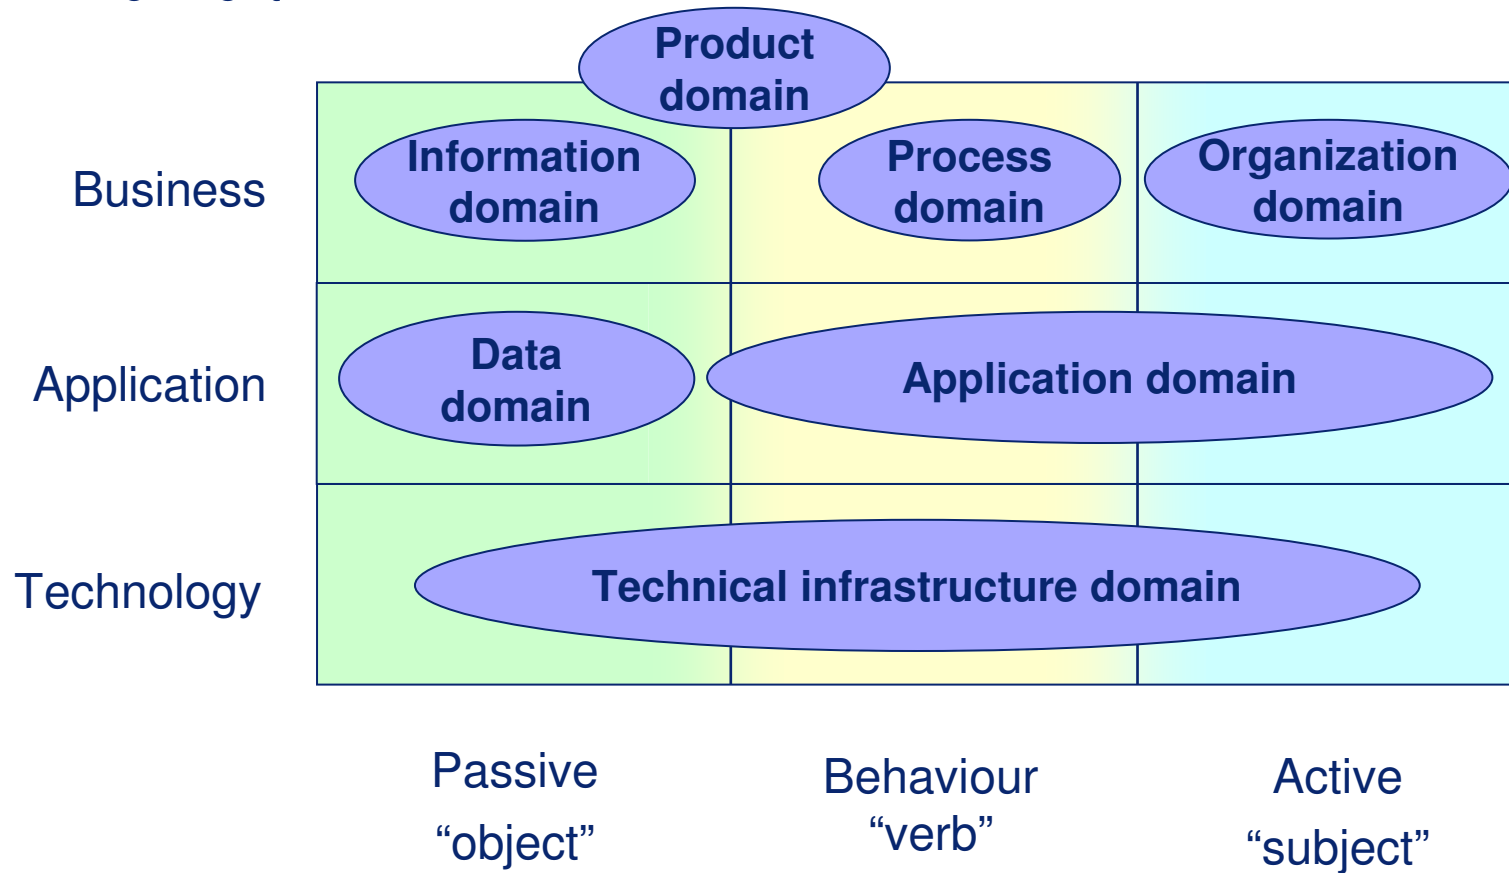 Product
domain
Business
Information
domain
Process
domain
Organization
domain
Application
Data
domain
Application domain
Technology
Technical infrastructure domain
Passive
“object”
Behaviour
“verb”
Active
“subject”